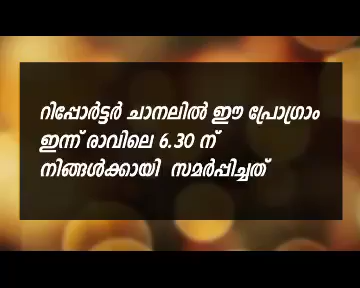 റിപ്പോർട്ടർ ചാനലിൽ ഈ പ്രോഗ്രാം
ഇന്ന് രാവിലെ 6.30 ന്
നിങ്ങൾക്കായി സമർപ്പിച്ചത്